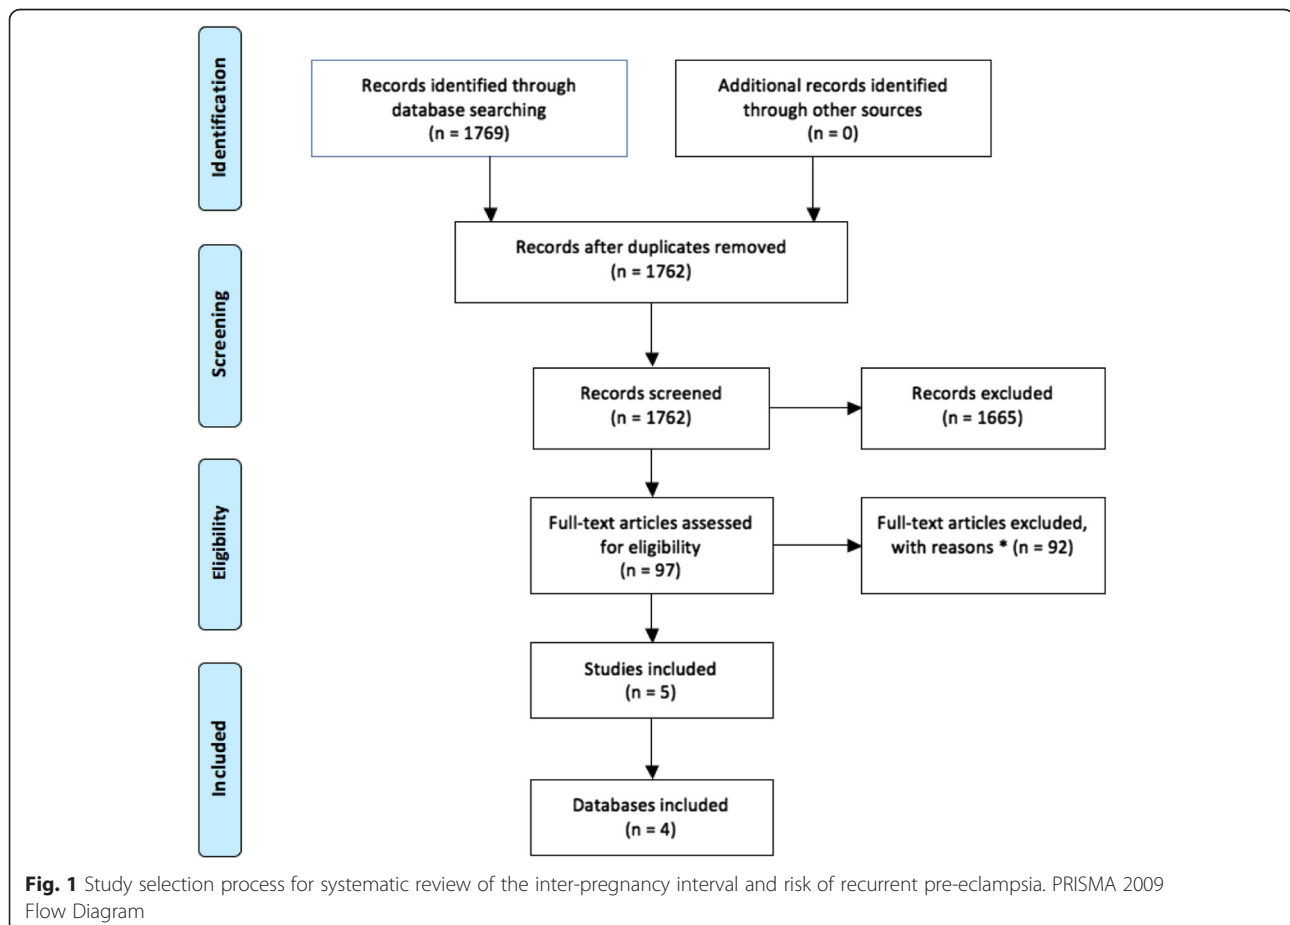 Identification
Records identified through
database searching
(n = 1769)
Additional records identified
through other sources
(n = 0)
Records after duplicates removed
(n = 1762)
Screening
Records screened
(n = 1762)
Records excluded
(n = 1665)
Eligibility
Full-text articles assessed
for eligibility
(n = 97)
Full-text articles excluded,
with reasons * (n = 92)
Included
Studies included
(n = 5)
Databases included
(n = 4)
Fig. 1 Study selection process for systematic review of the inter-pregnancy interval and risk of recurrent pre-eclampsia. PRISMA 2009
Flow Diagram